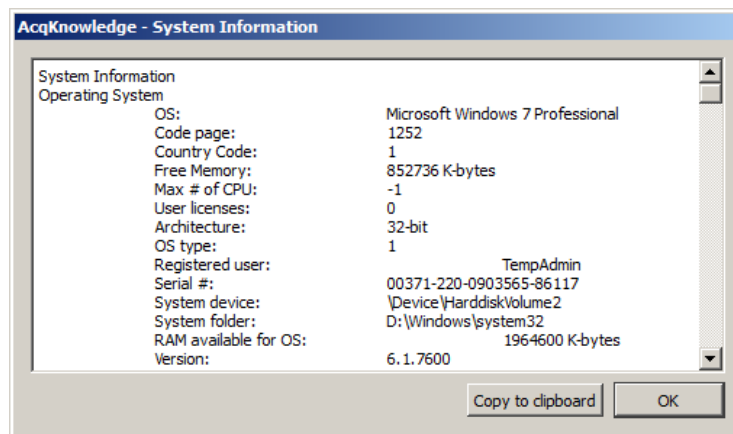 AcqKnowledge - System Information
System Information
Operating System
OS: Microsoft Windows 7 Professional
Code page: 1252
Country Code: 1
Free Memory: 852736 K-bytes
Max # of CPU: -1
User licenses: 0
Architecture: 32-bit
OS type: 1
Registered user: TempAdmin
Serial #: 00371-220-0903565-86117
System device: \Device\HarddiskVolume2
System folder: D:\Windows\system32
RAM available for OS: 1964600 K-bytes
Version: 6.1.7600
Copy to clipboard OK